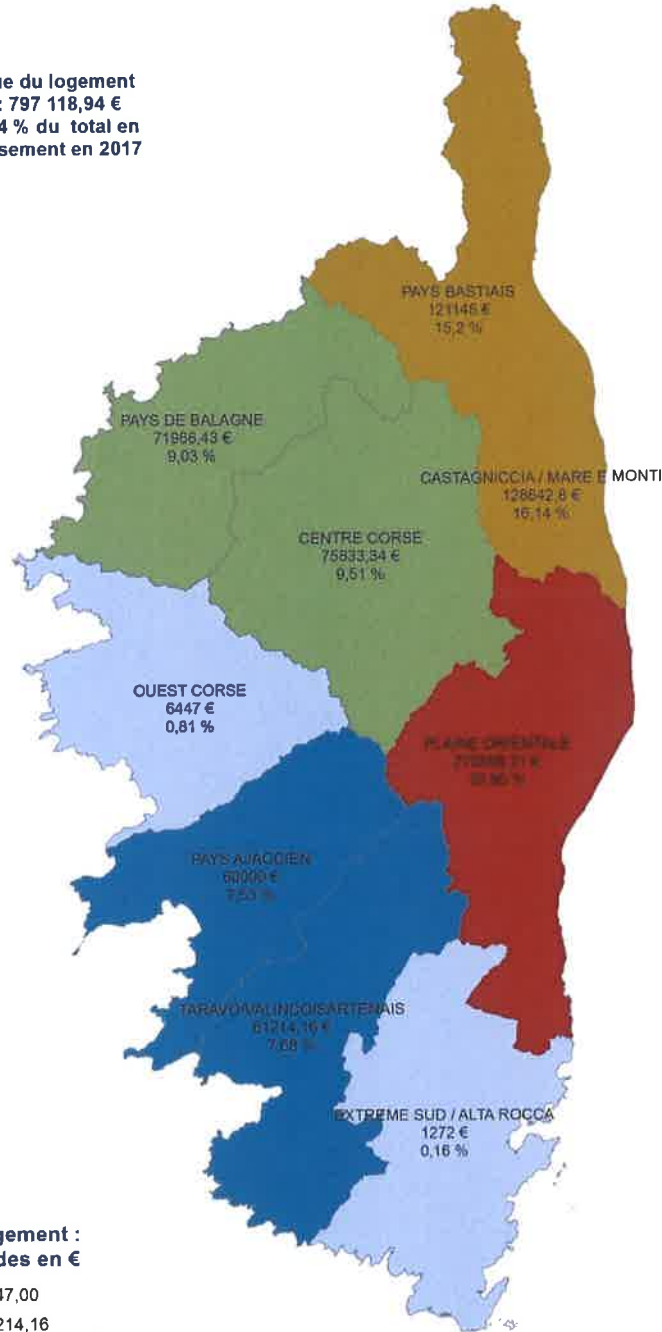 ue du logement
: 797 118,94 €
4 % du total en
sement en 2017
PAYS BASTIAIS
121145 €
15,2 %
PAYS DE BALAGNE
71966,43 €
9,03 %
CASTAGNICCIA / MARE E MONTI
128642,8 €
16,14 %
CENTRE CORSE
75833,34 €
9,51 %
OUEST CORSE
6447 €
0,81 %
PLAINE ORIENTALE
PAYS AJACCIEN
60000 €
7,53 %
TARAVO/VALINCO/SARTENAIS
61214,16 €
7,68 %
EXTREME SUD / ALTA ROCCA
1272 €
0,16 %
gement :
des en €
47,00
214,16